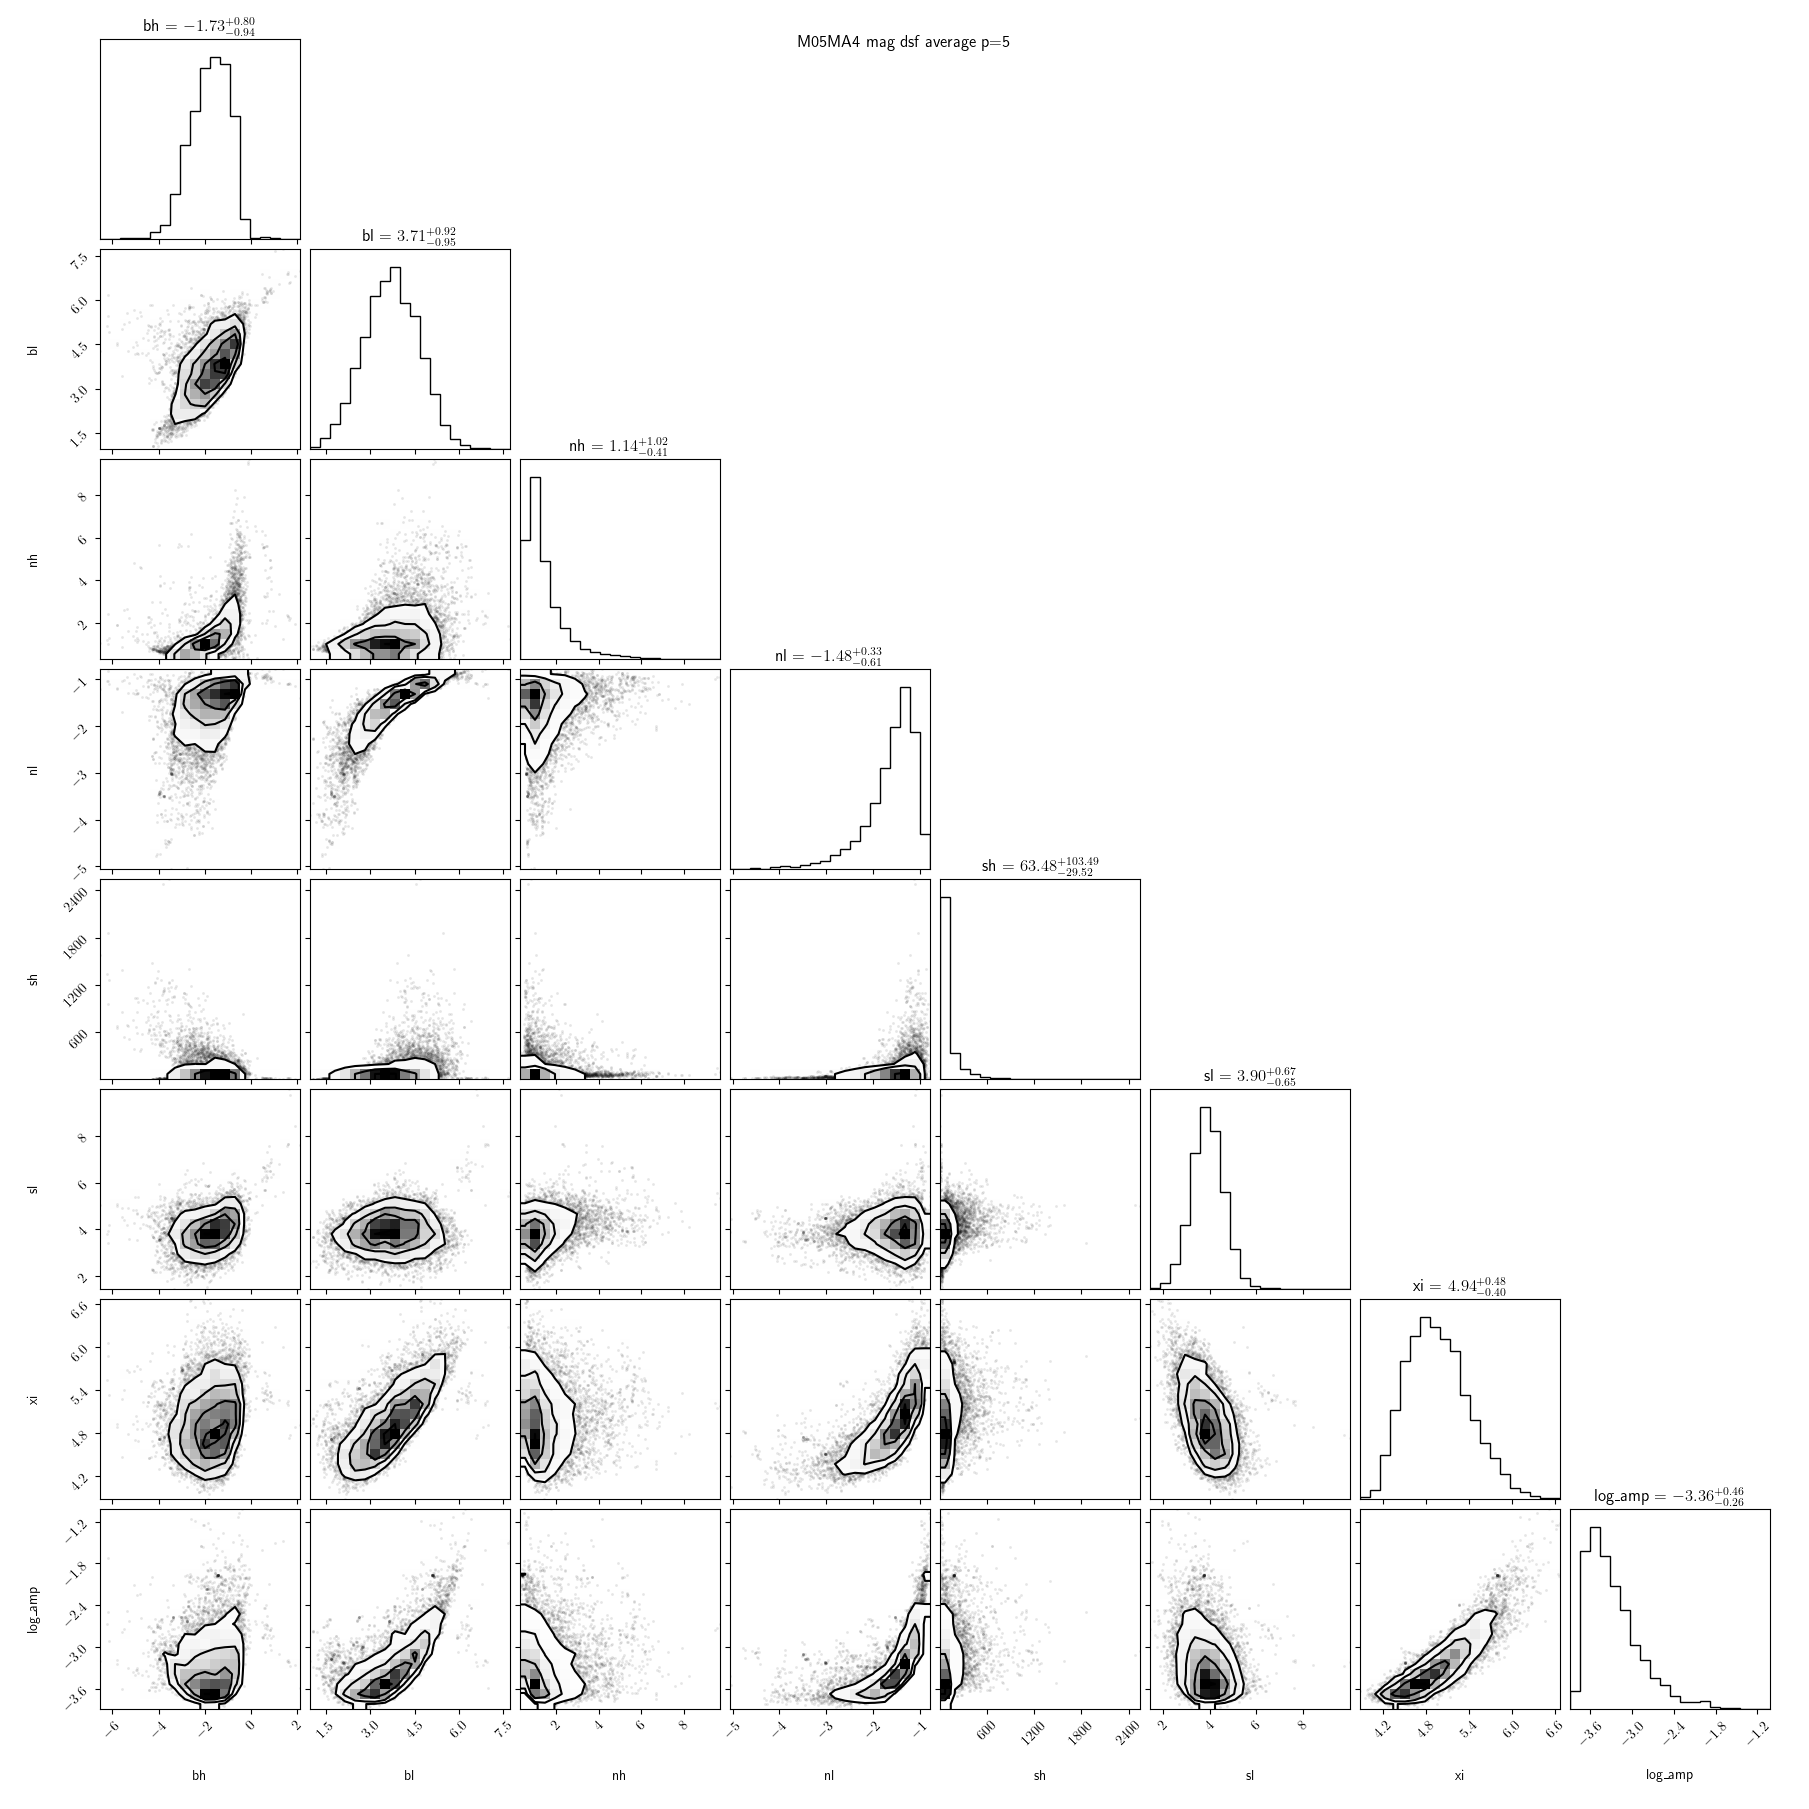 bh = −1.73+0.80 −0.94
M05MA4 mag dsf average p=5
bl = 3.71+0.92 −0.95
7.5
6.0
4.5
3.0
1.5
bl
nh = 1.14+1.02 −0.41
8
6
4
2
nh
nl = −1.48+0.33 −0.61
−1
−2
−3
−4
−5
nl
sh = 63.48+103.49 −29.52
2400
1800
1200
600
sh
sl = 3.90+0.67 −0.65
8
6
4
2
sl
xi = 4.94+0.48 −0.40
6.6
6.0
5.4
4.8
4.2
xi
log_amp = −3.36+0.46 −0.26
−1.2
−1.8
−2.4
−3.0
−3.6
log_amp
−6 −4 −2 0 2 1.5 3.0 4.5 6.0 7.5 2 4 6 8 −5 −4 −3 −2 −1 600 1200 1800 2400 2 4 6 8 4.2 4.8 5.4 6.0 6.6 −3.6 −3.0 −2.4 −1.8 −1.2
bh bl nh nl sh sl xi log_amp